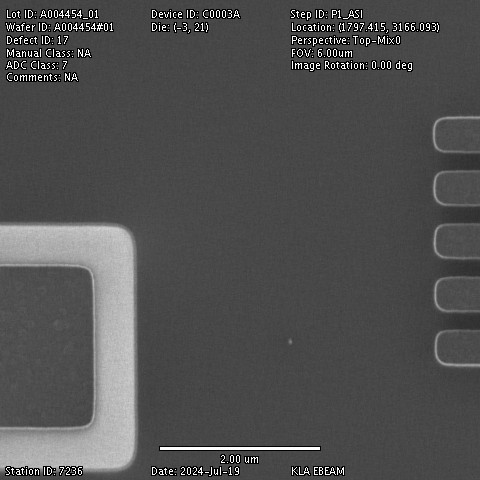 Lot ID: A004454_01 Device ID: C0003A Step ID: P1_ASI
Wafer ID: A004454#01 Die: (-3, 21) Location: (1797.415, 3166.093)
Defect ID: 17 Perspective: Top-Mix0
Manual Class: NA FOV: 6.00um
ADC Class: 7 Image Rotation: 0.00 deg
Comments: NA
2.00 um
Station ID: 7236 Date: 2024-Jul-19 KLA EBEAM